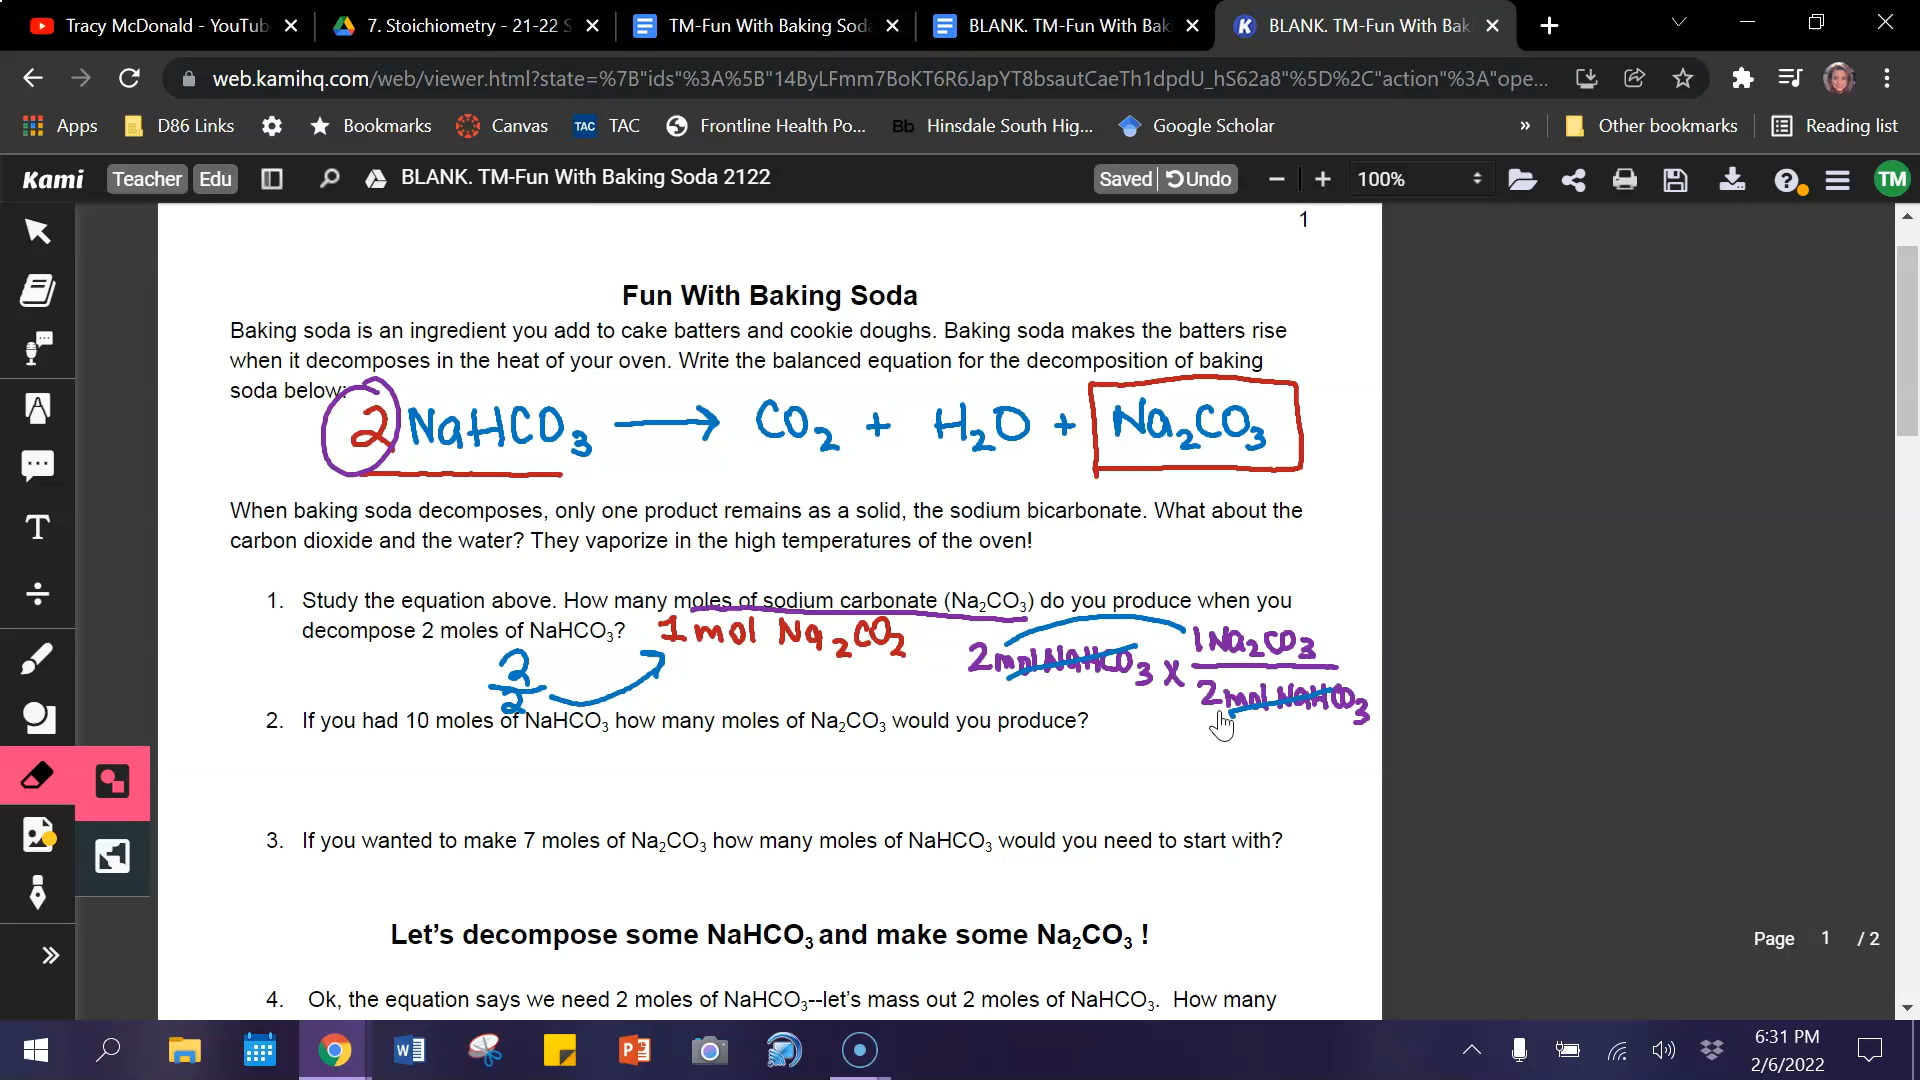 Tracy McDonald - YouTub
7. Stoichiometry - 21-22 S
TM-Fun With Baking Soda
BLANK. TM-Fun With Bak
BLANK. TM-Fun With Bak
web.kamihq.com/web/viewer.html?state=%7B"ids"%3A%5B"14ByLFmm7BoKT6R6JapYT8bsautCaeTh1dpdU_hS62a8"%5D%2C"action"%3A"ope...
Apps D86 Links Bookmarks Canvas TAC TAC Frontline Health Po... Bb Hinsdale South Hig... Google Scholar » Other bookmarks Reading list
Kami Teacher Edu BLANK. TM-Fun With Baking Soda 2122 Saved Undo 100% TM
1
Fun With Baking Soda
Baking soda is an ingredient you add to cake batters and cookie doughs. Baking soda makes the batters rise
when it decomposes in the heat of your oven. Write the balanced equation for the decomposition of baking
soda below:
2 NaHCO₃ → CO₂ + H₂O + Na₂CO₃
When baking soda decomposes, only one product remains as a solid, the sodium bicarbonate. What about the
carbon dioxide and the water? They vaporize in the high temperatures of the oven!
1. Study the equation above. How many moles of sodium carbonate (Na₂CO₃) do you produce when you
decompose 2 moles of NaHCO₃? 1 mol Na₂CO₂
2 mol NaHCO₃ x 1 Na₂CO₃
2 mol NaHCO₃
2
2
2. If you had 10 moles of NaHCO₃ how many moles of Na₂CO₃ would you produce?
3. If you wanted to make 7 moles of Na₂CO₃ how many moles of NaHCO₃ would you need to start with?
Let's decompose some NaHCO₃ and make some Na₂CO₃ !
Page 1 / 2
4. Ok, the equation says we need 2 moles of NaHCO₃--let's mass out 2 moles of NaHCO₃. How many
6:31 PM
2/6/2022